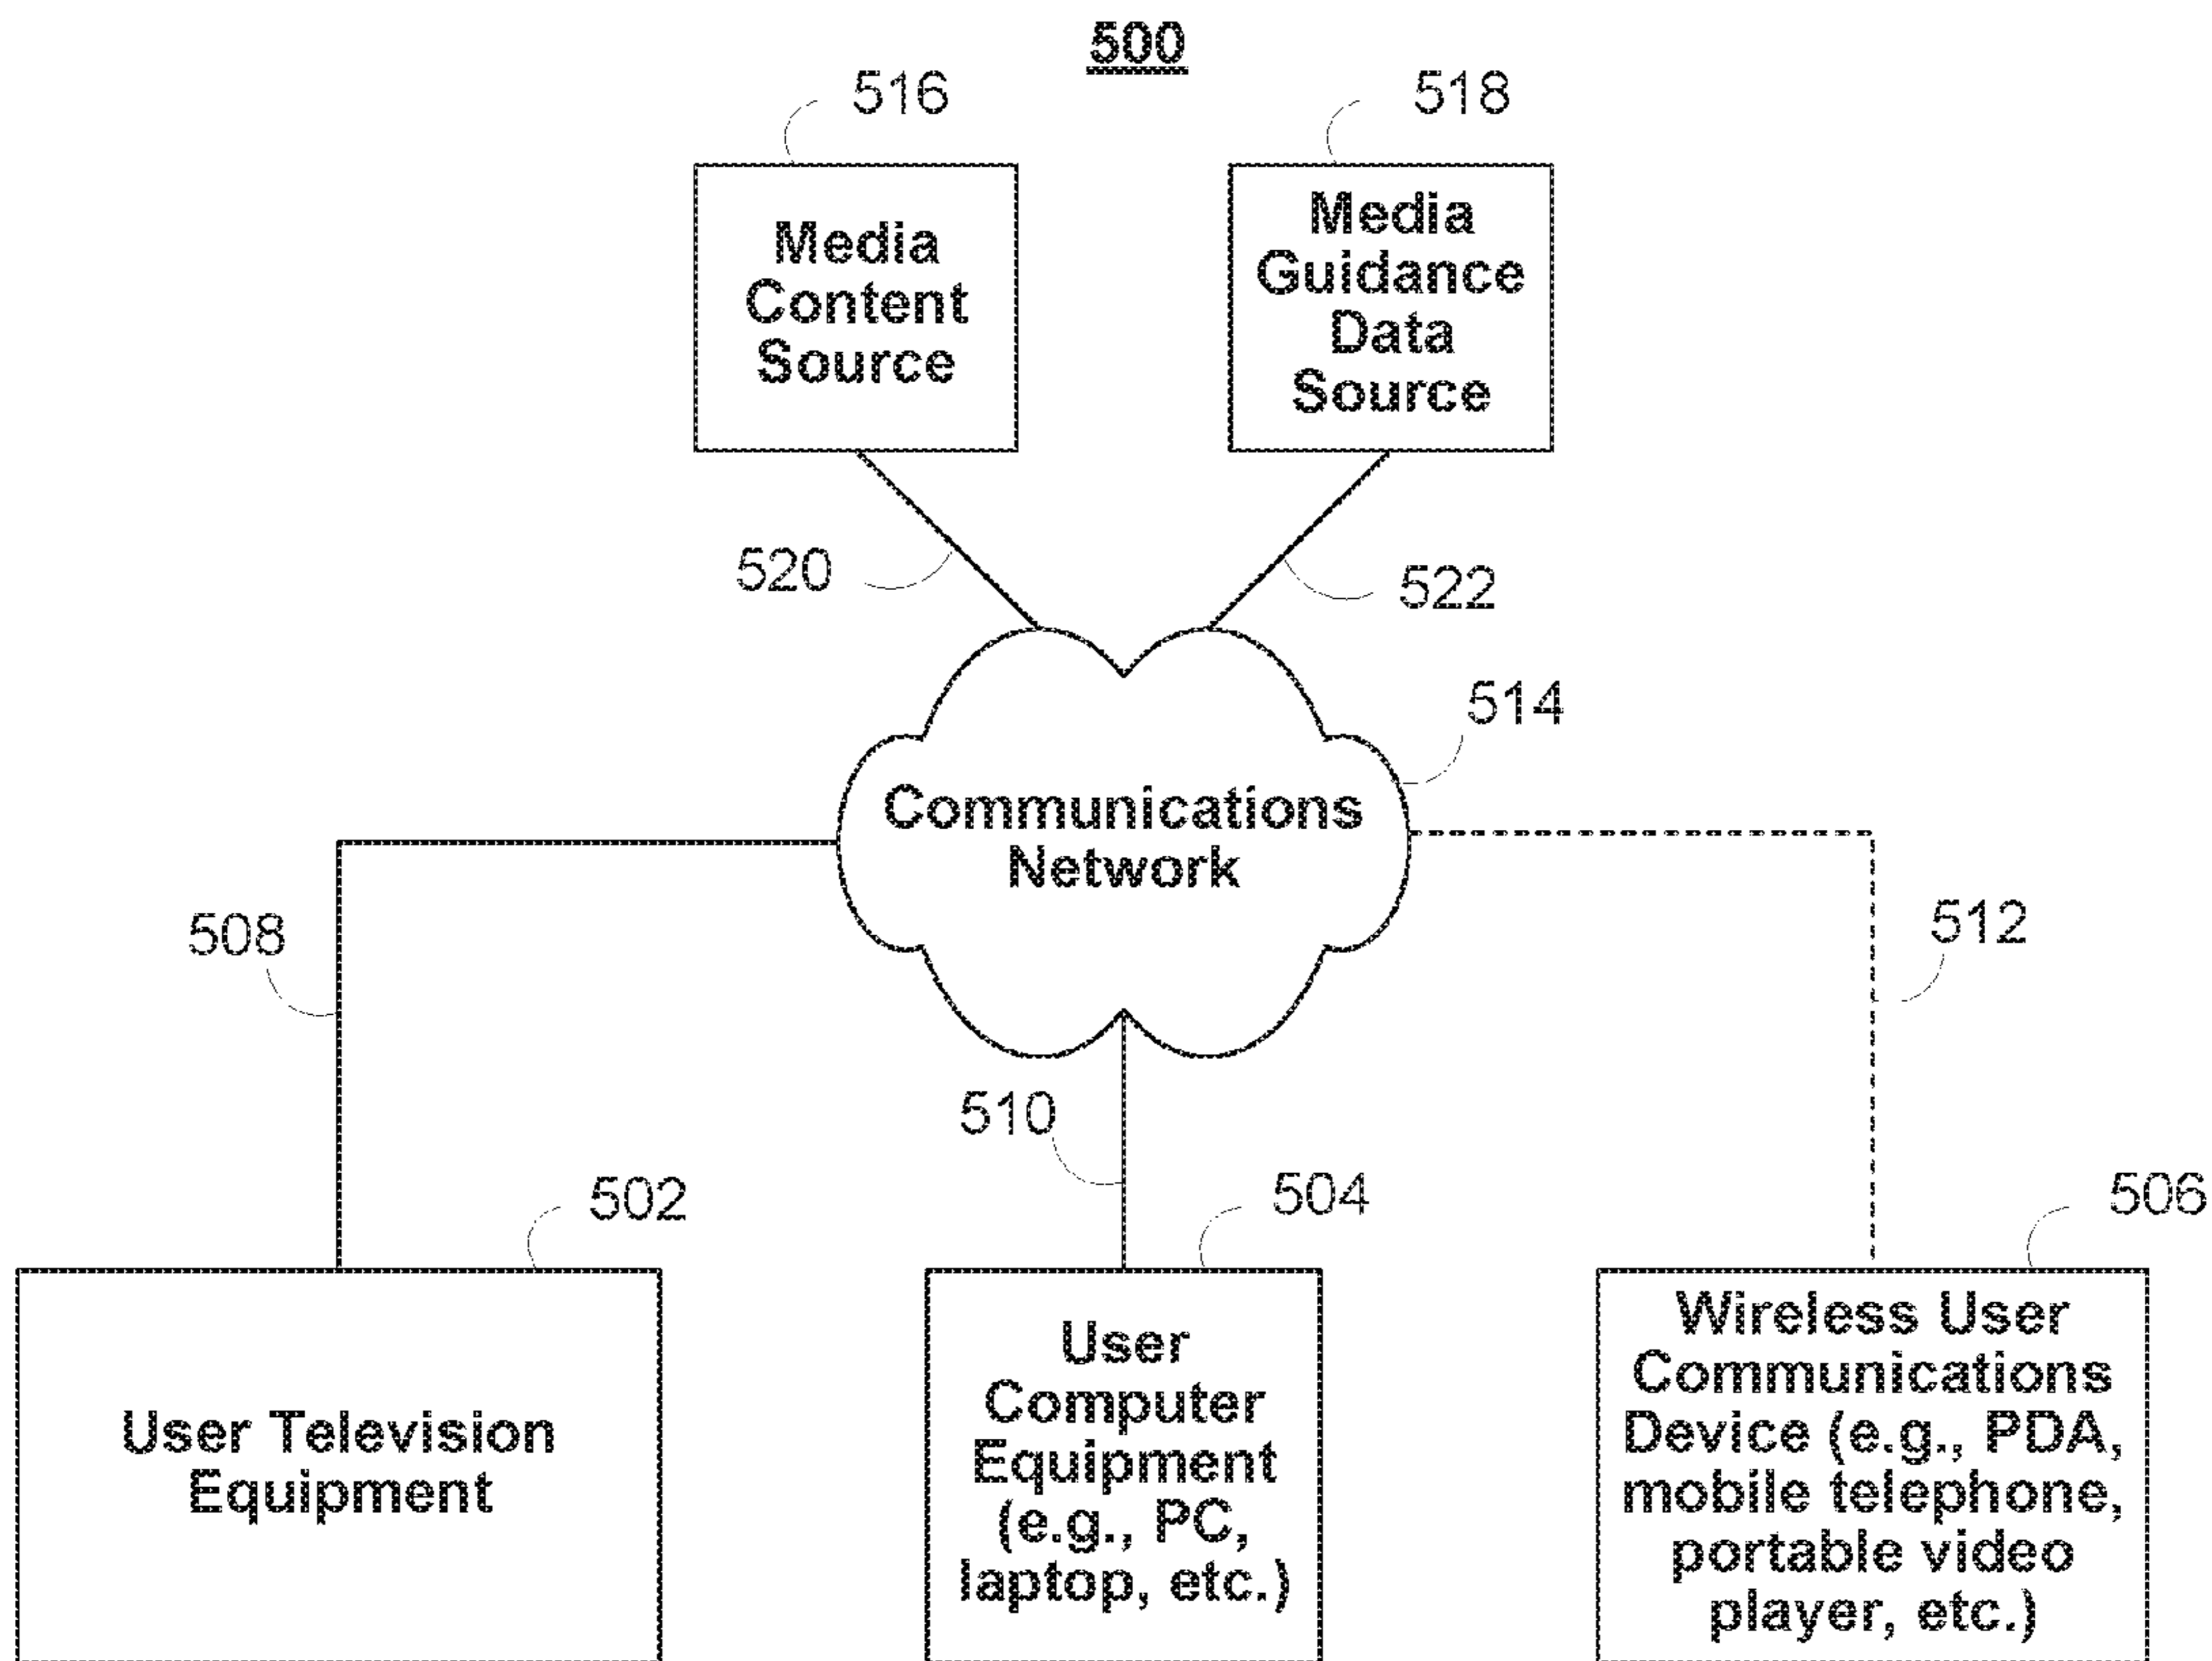 500
516
518
Media
Content
Source
Media
Guidance
Data
Source
520
522
514
Communications
Network
508
512
510
502
504
506
User Television
Equipment
User
Computer
Equipment
(e.g., PC,
laptop, etc.)
Wireless User
Communications
Device (e.g., PDA,
mobile telephone,
portable video
player, etc.)